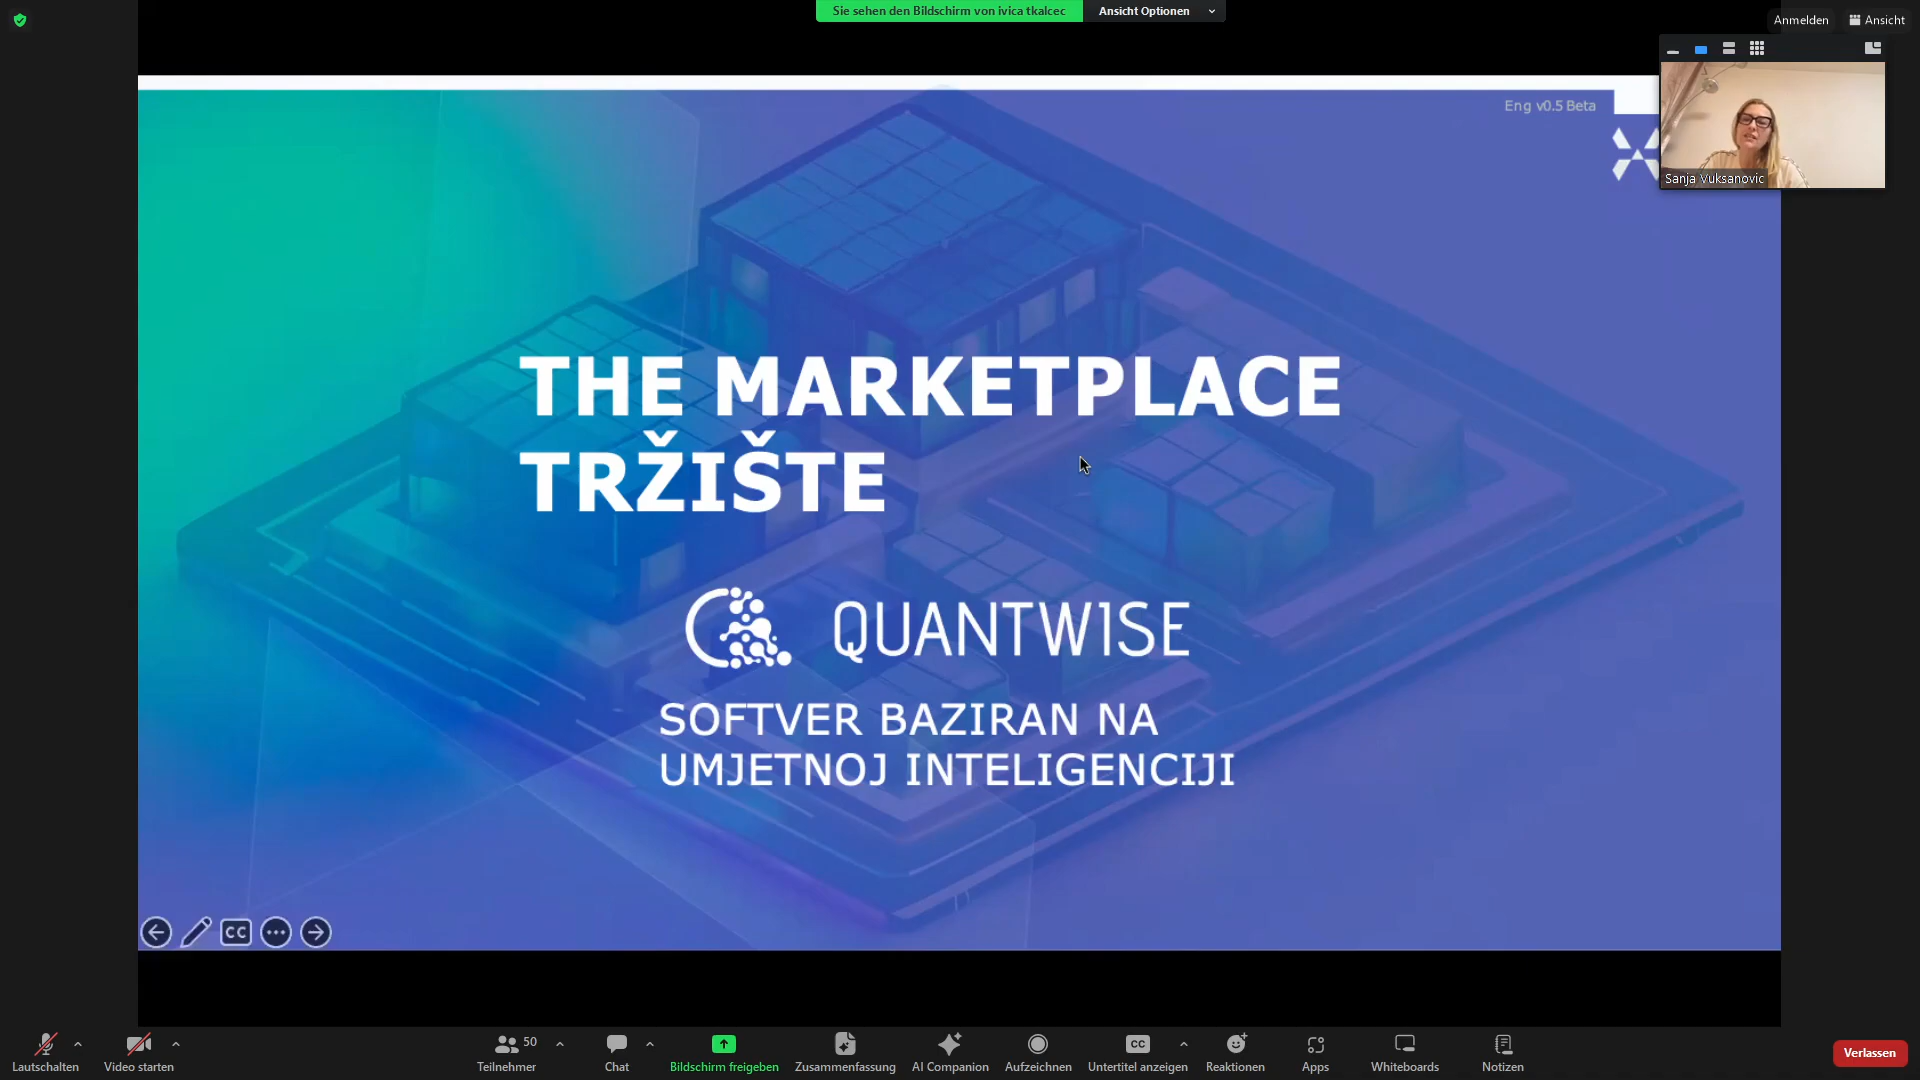 Sie sehen den Bildschirm von ivica tkalcec
Ansicht Optionen
Anmelden
Ansicht
Eng v0.5 Beta
Sanja Vuksanovic
THE MARKETPLACE
TRŽIŠTE
QUANTWISE
SOFTVER BAZIRAN NA
UMJETNOJ INTELIGENCIJI
CC
Lautschalten
Video starten
50
Teilnehmer
Chat
Bildschirm freigeben
Zusammenfassung
AI Companion
Aufzeichnen
CC
Untertitel anzeigen
Reaktionen
Apps
Whiteboards
Notizen
Verlassen